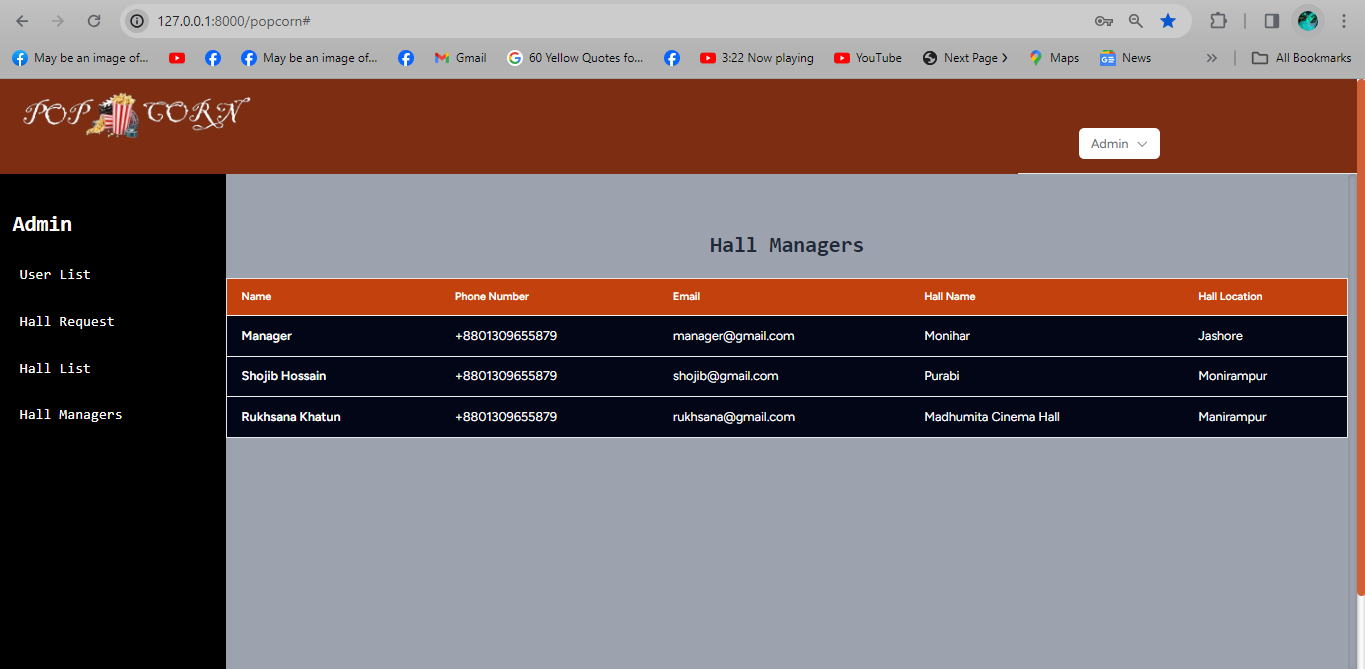 127.0.0.1:8000/popcorn#
May be an image of... May be an image of... Gmail 60 Yellow Quotes fo... 3:22 Now playing YouTube Next Page Maps News » All Bookmarks
POP CORN
Admin
Admin
User List
Hall Request
Hall List
Hall Managers
Hall Managers
Name Phone Number Email Hall Name Hall Location
Manager +8801309655879 manager@gmail.com Monihar Jashore
Shojib Hossain +8801309655879 shojib@gmail.com Purabi Monirampur
Rukhsana Khatun +8801309655879 rukhsana@gmail.com Madhumita Cinema Hall Manirampur